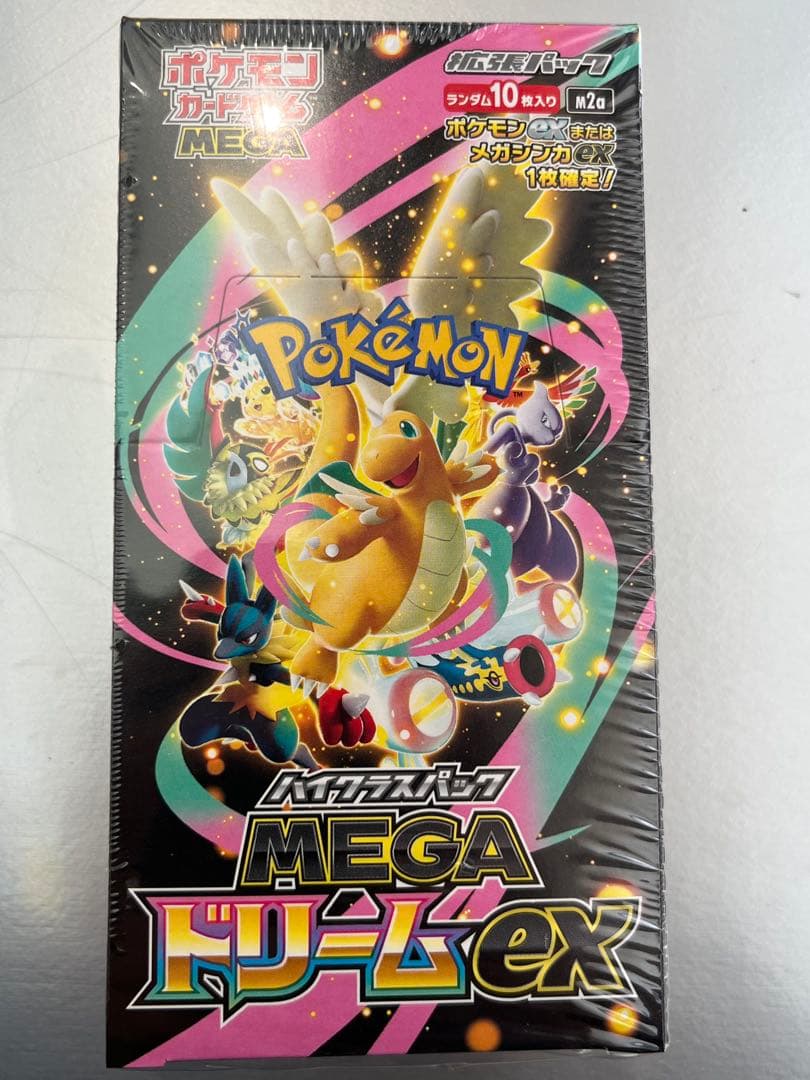 ポケモン
カードゲーム
MEGA
拡張パック
ランダム10枚入り
M2a
ポケモンexまたは
メガシンカex
1枚確定!
POKÉMON
TM
ハイクラスパック
MEGA
ドリームex